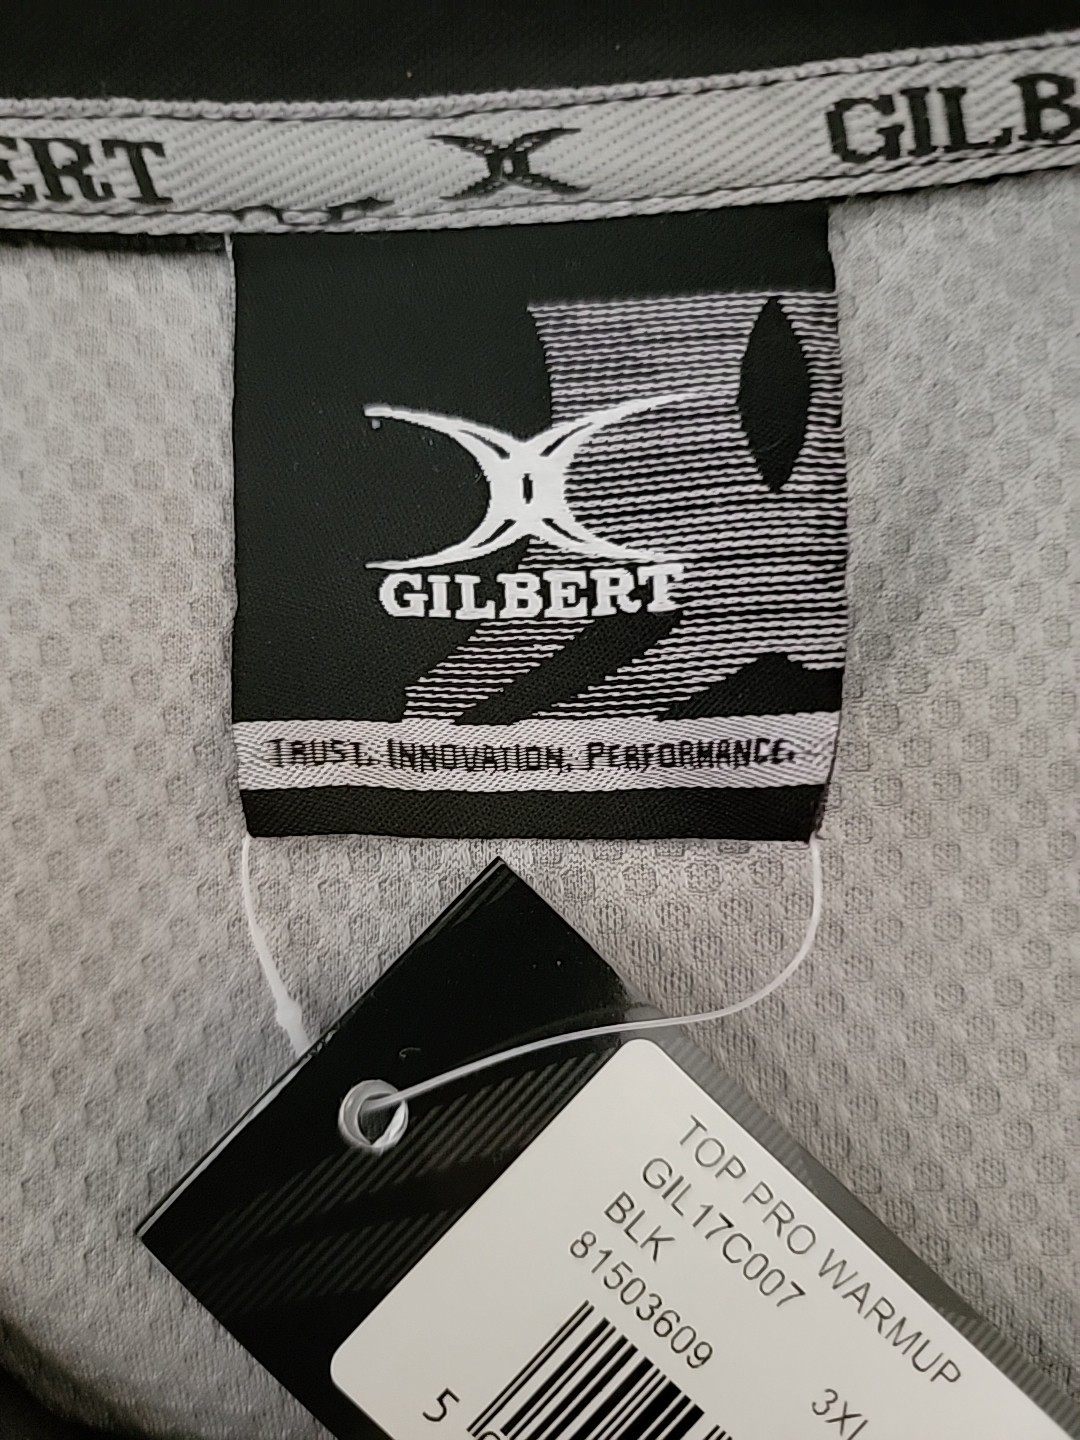 ERT GILB
GILBERT
TRUST. INNOVATION. PERFORMANCE.
TOP PRO WARMUP
GIL17C007
BLK
81503609
3XL
5